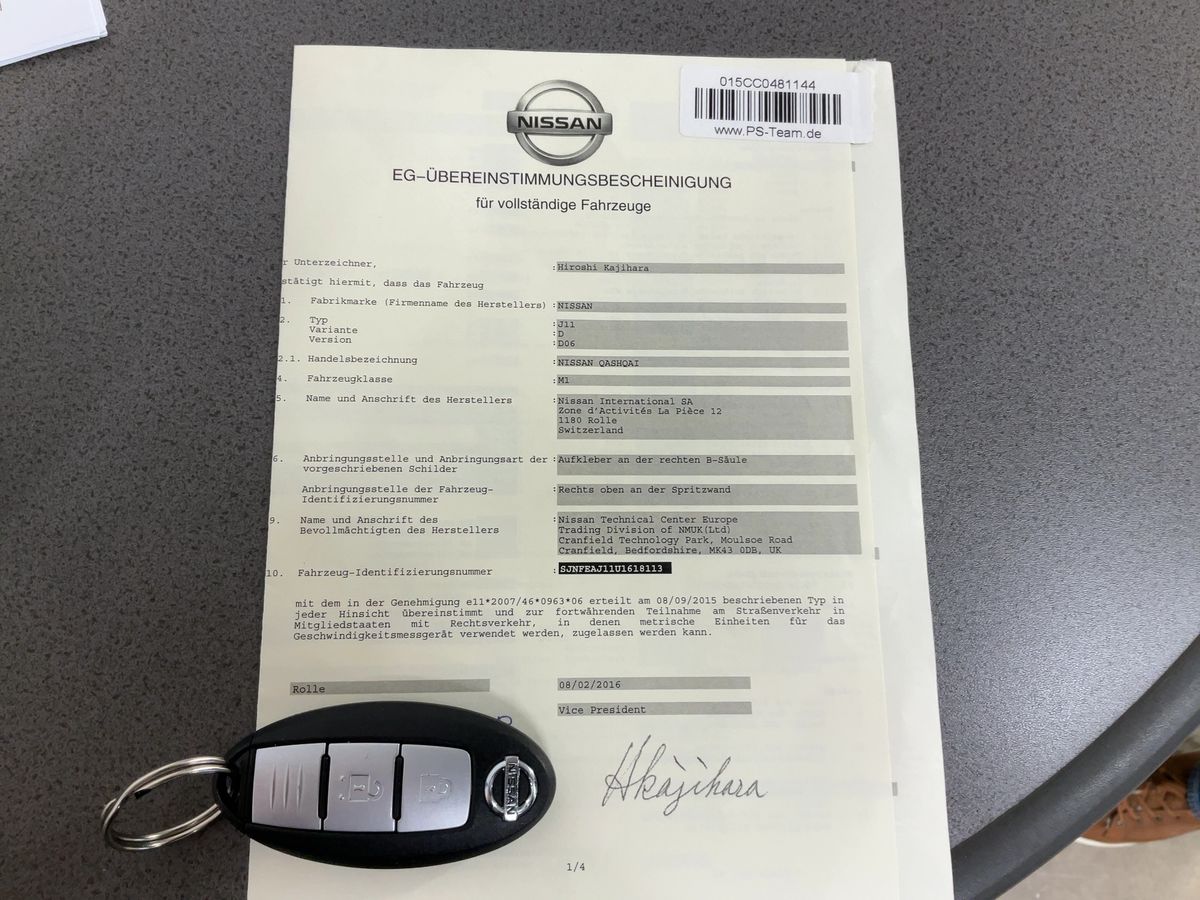 015CC0481144
www.PS-Team.de
NISSAN
EG-ÜBEREINSTIMMUNGSBESCHEINIGUNG
für vollständige Fahrzeuge
r Unterzeichner,
:Hiroshi Kajihara
stätigt hiermit, dass das Fahrzeug
1. Fabrikmarke (Firmenname des Herstellers) :NISSAN
2. Typ :J11
Variante :D
Version :D06
2.1. Handelsbezeichnung :NISSAN QASHQAI
4. Fahrzeugklasse :M1
5. Name und Anschrift des Herstellers :Nissan International SA
Zone d'Activités La Pièce 12
1180 Rolle
Switzerland
6. Anbringungsstelle und Anbringungsart der :Aufkleber an der rechten B-Säule
vorgeschriebenen Schilder
Anbringungsstelle der Fahrzeug- :Rechts oben an der Spritzwand
Identifizierungsnummer
9. Name und Anschrift des :Nissan Technical Center Europe
Bevollmächtigten des Herstellers Trading Division of NMUK(Ltd)
Cranfield Technology Park, Moulsoe Road
Cranfield, Bedfordshire, MK43 0DB, UK
10. Fahrzeug-Identifizierungsnummer :SJNFEAJ11U1618113
mit dem in der Genehmigung e11*2007/46*0963*06 erteilt am 08/09/2015 beschriebenen Typ in
jeder Hinsicht übereinstimmt und zur fortwährenden Teilnahme am Straßenverkehr in
Mitgliedstaaten mit Rechtsverkehr, in denen metrische Einheiten für das
Geschwindigkeitsmessgerät verwendet werden, zugelassen werden kann.
Rolle 08/02/2016
Vice President
HKajihara
NISSAN
1/4